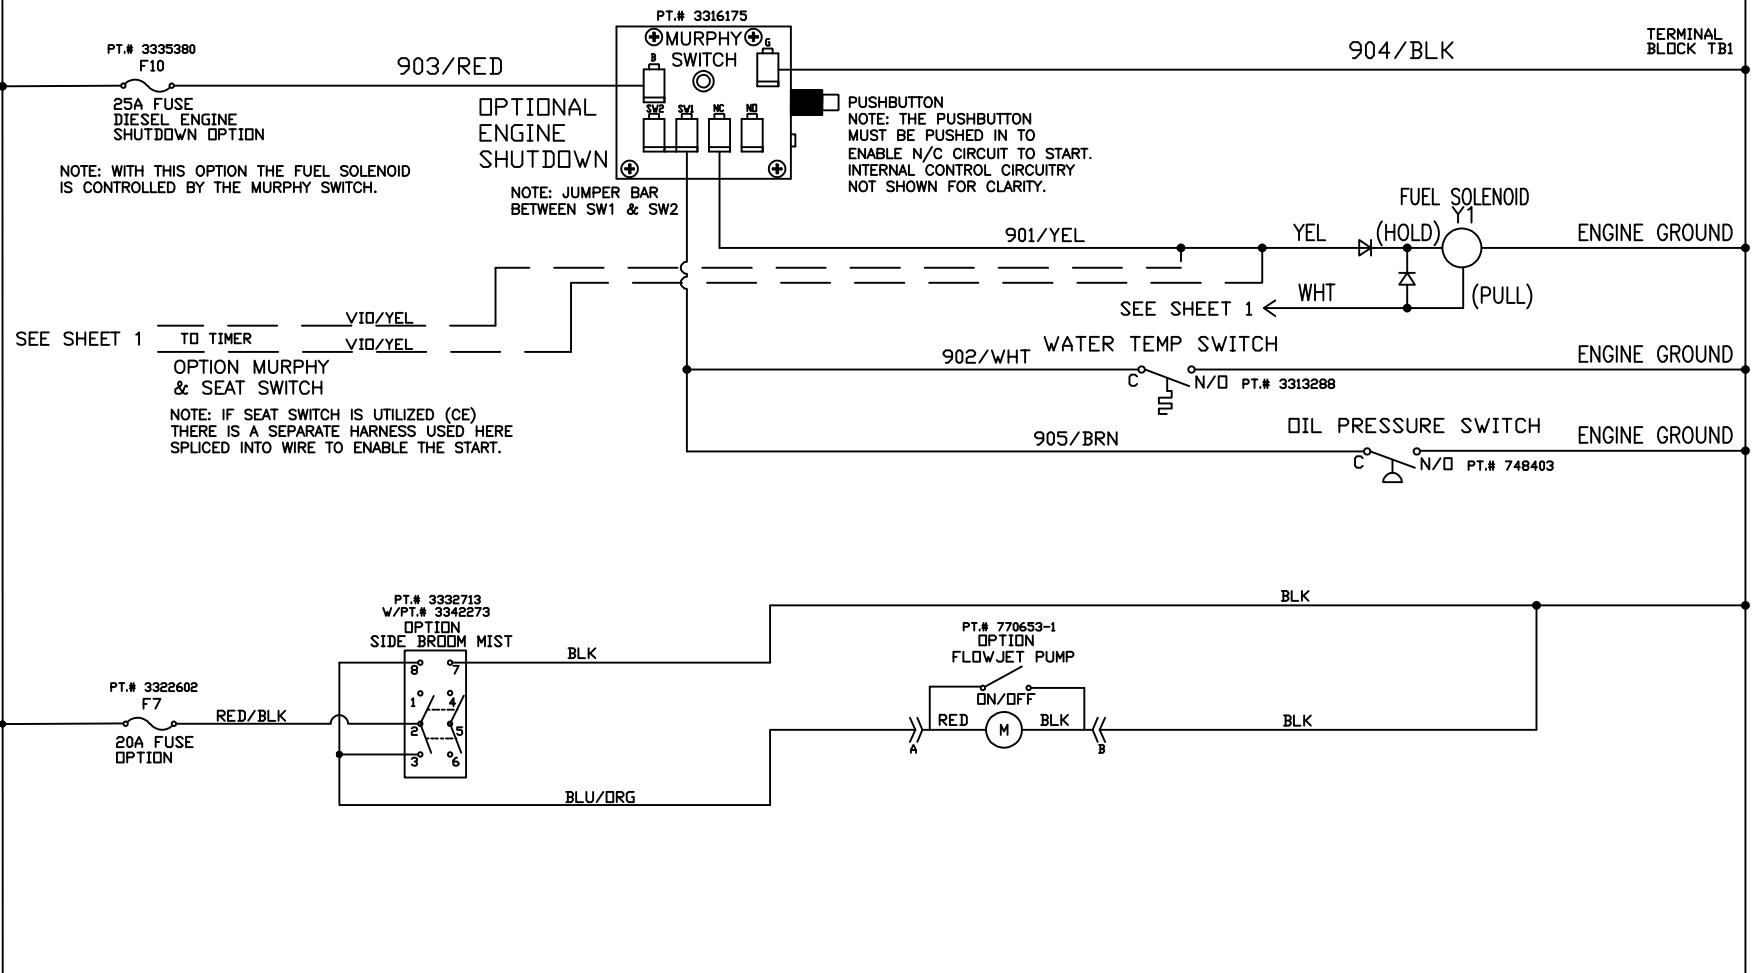 PT.# 3316175
PT.# 3335380
F10
903/RED
25A FUSE
DIESEL ENGINE
SHUTDOWN OPTION
NOTE: WITH THIS OPTION THE FUEL SOLENOID
IS CONTROLLED BY THE MURPHY SWITCH.
OPTIONAL
ENGINE
SHUTDOWN
MURPHY
SWITCH
B
G
SW2
SW1
NC
NO
NOTE: JUMPER BAR
BETWEEN SW1 & SW2
904/BLK
TERMINAL
BLOCK TB1
PUSHBUTTON
NOTE: THE PUSHBUTTON
MUST BE PUSHED IN TO
ENABLE N/C CIRCUIT TO START.
INTERNAL CONTROL CIRCUITRY
NOT SHOWN FOR CLARITY.
FUEL SOLENOID
Y1
901/YEL
YEL
(HOLD)
ENGINE GROUND
SEE SHEET 1
WHT
(PULL)
SEE SHEET 1
VIO/YEL
TO TIMER
VIO/YEL
OPTION MURPHY
& SEAT SWITCH
NOTE: IF SEAT SWITCH IS UTILIZED (CE)
THERE IS A SEPARATE HARNESS USED HERE
SPLICED INTO WIRE TO ENABLE THE START.
902/WHT
WATER TEMP SWITCH
ENGINE GROUND
C
N/O
PT.# 3313288
905/BRN
OIL PRESSURE SWITCH
ENGINE GROUND
C
N/O
PT.# 748403
PT.# 3332713
W/PT.# 3342273
OPTION
SIDE BROOM MIST
8
7
1
4
2
5
3
6
BLK
BLK
PT.# 3322602
F7
RED/BLK
20A FUSE
OPTION
BLU/ORG
PT.# 770653-1
OPTION
FLOWJET PUMP
ON/OFF
RED
M
BLK
A
B
BLK